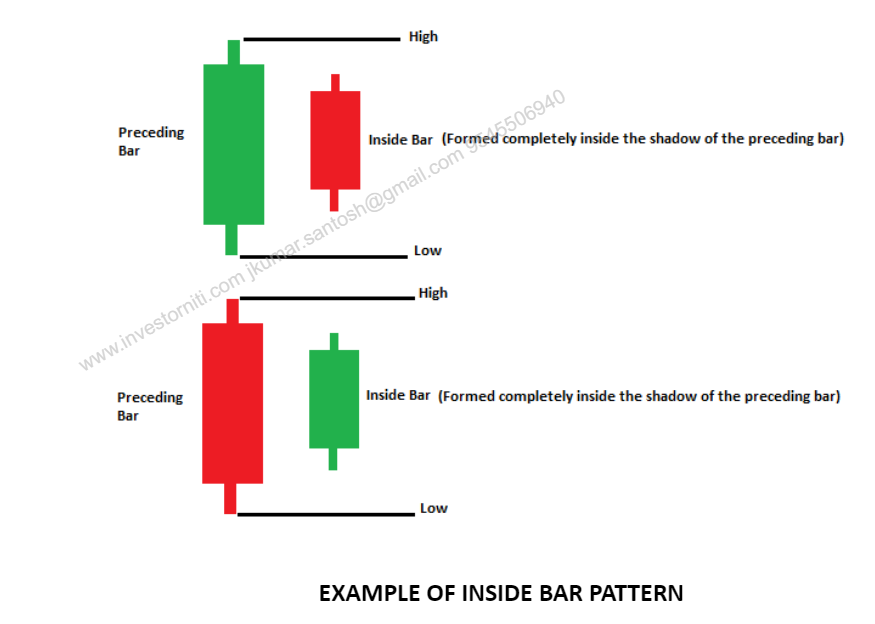 High
Preceding
Bar
Inside Bar (Formed completely inside the shadow of the preceding bar)
Low
www.investorniti.com jkumar.santosh@gmail.com 9545506940
High
Preceding
Bar
Inside Bar (Formed completely inside the shadow of the preceding bar)
Low
EXAMPLE OF INSIDE BAR PATTERN